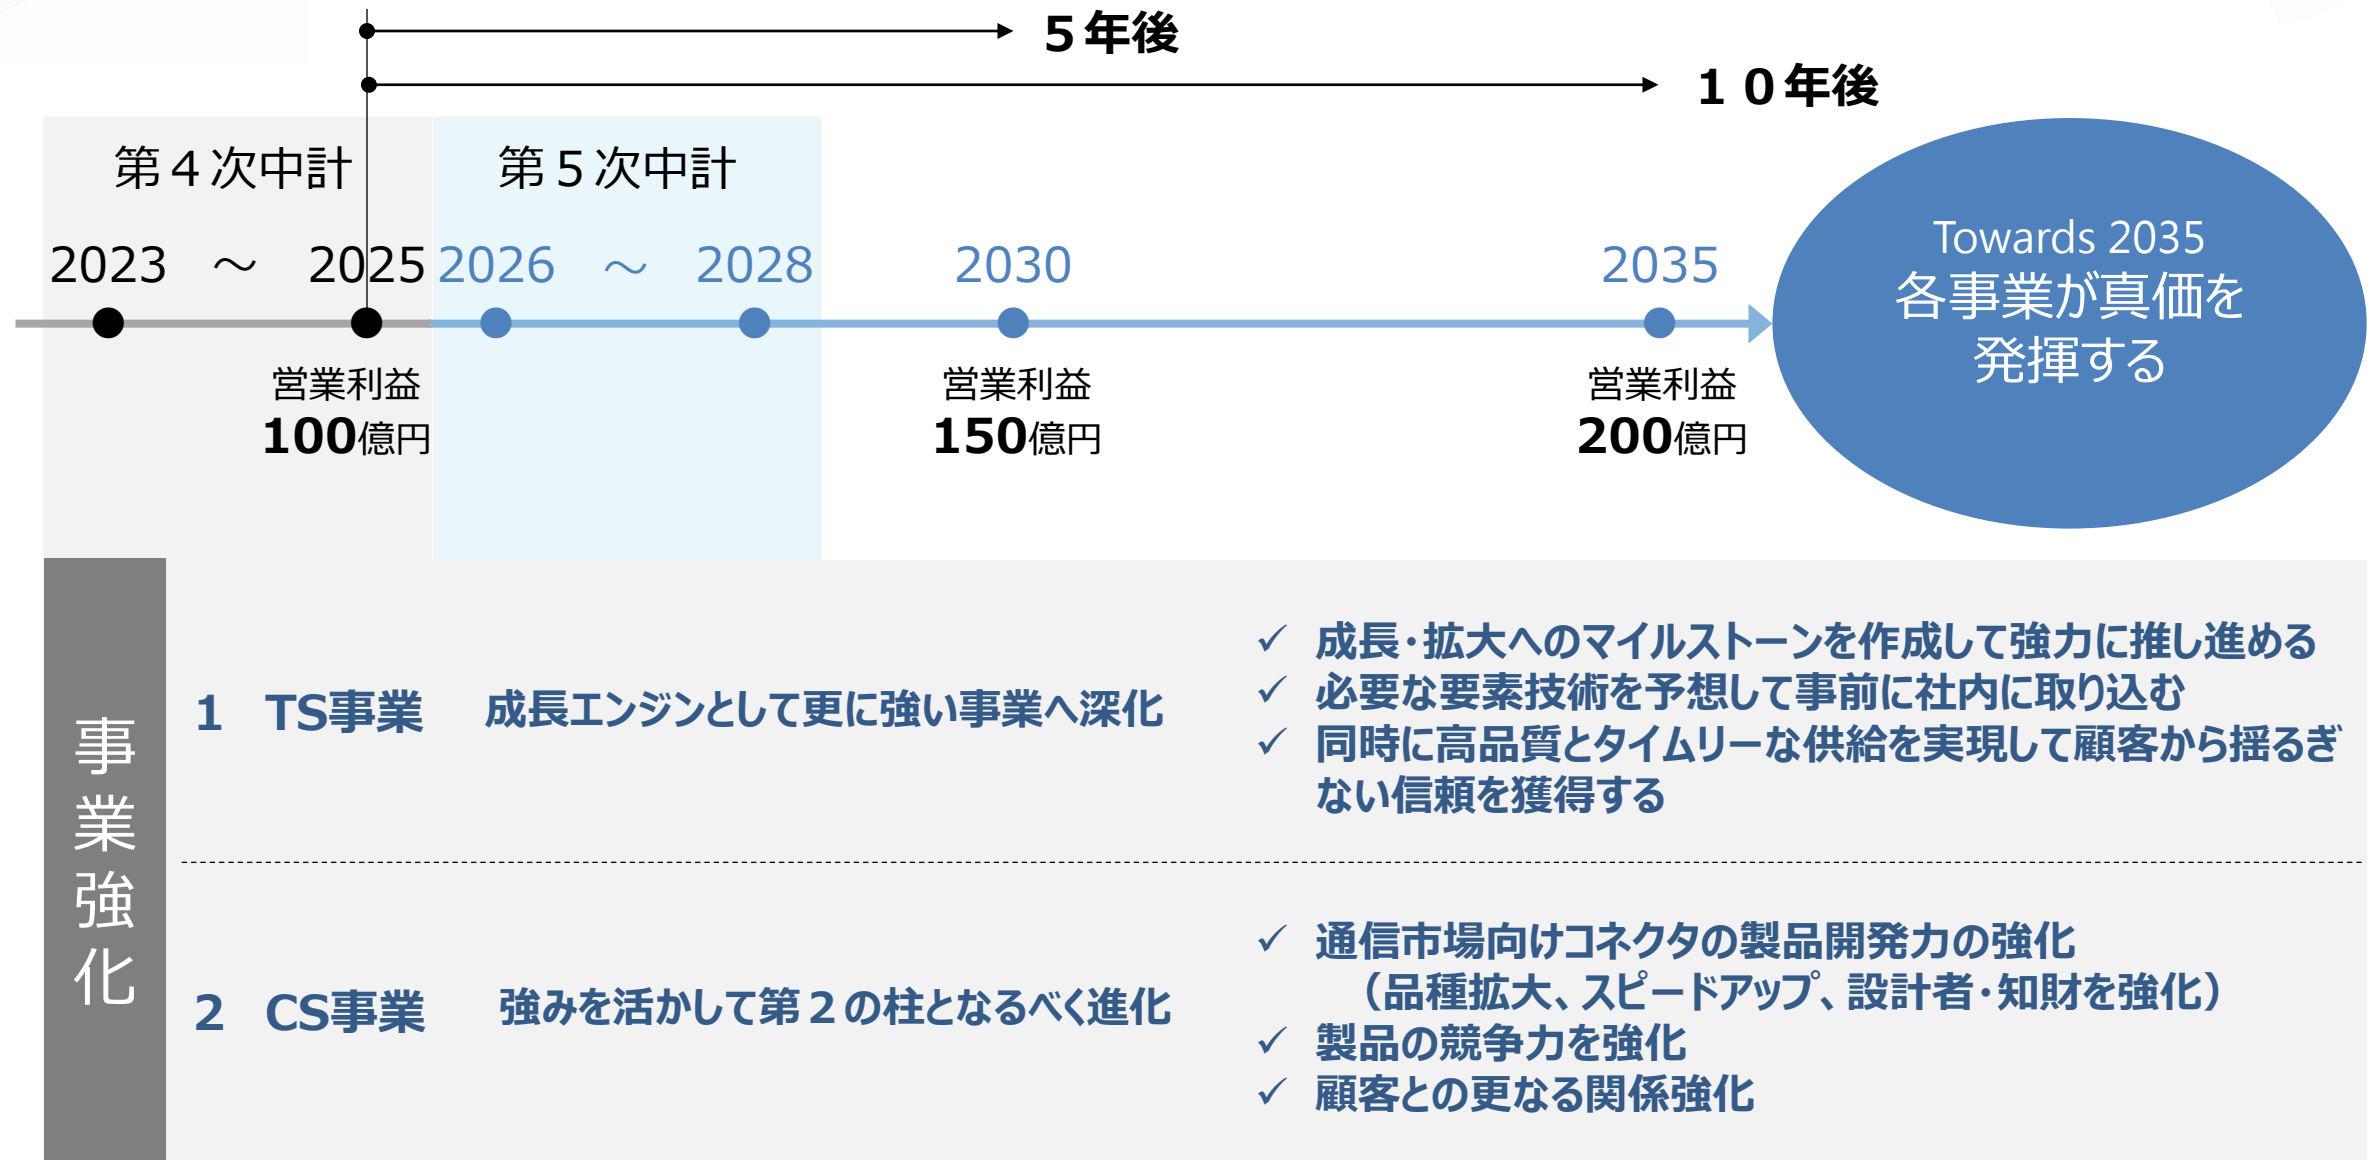 ５年後
１０年後
第４次中計
第５次中計
2023 ～ 2025
2026 ～ 2028
2030
2035
営業利益
100億円
営業利益
150億円
営業利益
200億円
Towards 2035
各事業が真価を
発揮する
事業強化
1 TS事業 成長エンジンとして更に強い事業へ深化
✓ 成長・拡大へのマイルストーンを作成して強力に推し進める
✓ 必要な要素技術を予想して事前に社内に取り込む
✓ 同時に高品質とタイムリーな供給を実現して顧客から揺るぎ
ない信頼を獲得する
2 CS事業 強みを活かして第２の柱となるべく進化
✓ 通信市場向けコネクタの製品開発力の強化
（品種拡大、スピードアップ、設計者・知財を強化）
✓ 製品の競争力を強化
✓ 顧客との更なる関係強化